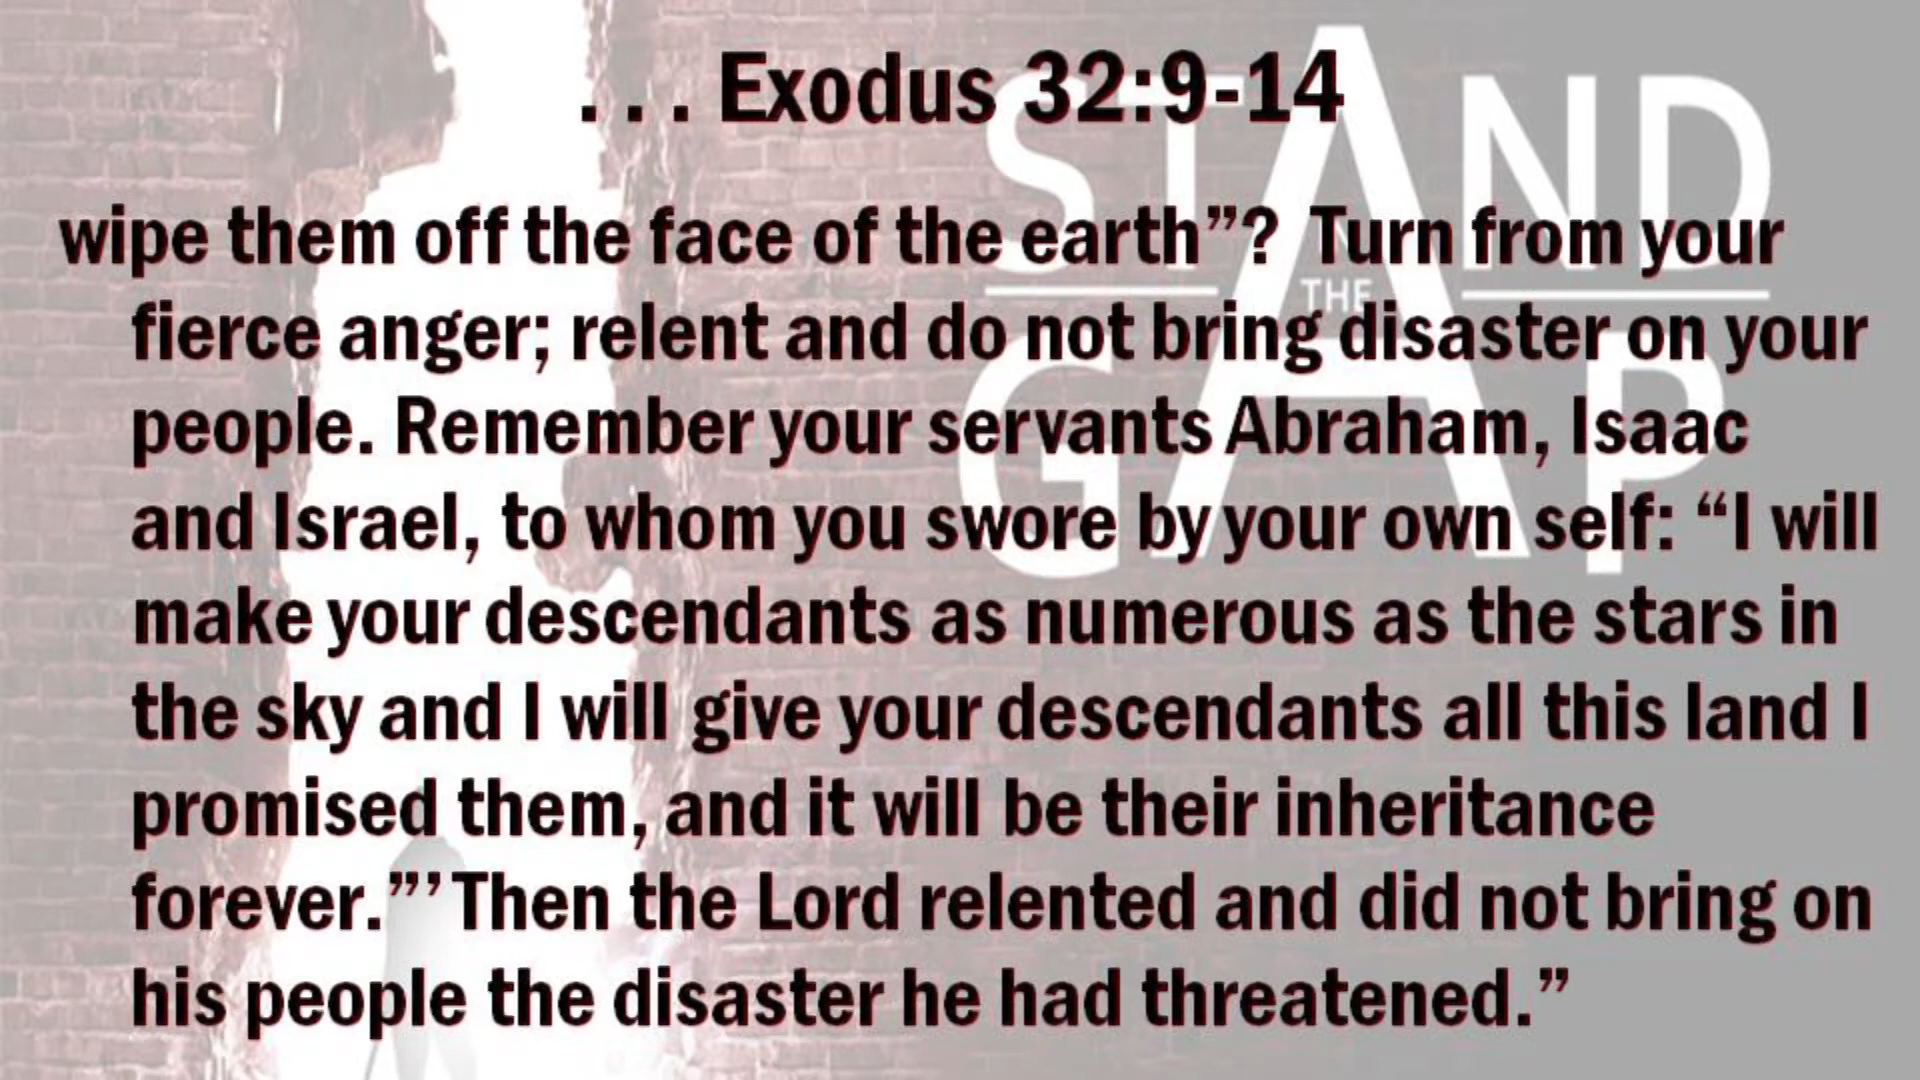 . . . Exodus 32:9-14
STAND
THE
GAP
wipe them off the face of the earth”? Turn from your
fierce anger; relent and do not bring disaster on your
people. Remember your servants Abraham, Isaac
and Israel, to whom you swore by your own self: “I will
make your descendants as numerous as the stars in
the sky and I will give your descendants all this land I
promised them, and it will be their inheritance
forever.”’ Then the Lord relented and did not bring on
his people the disaster he had threatened.”